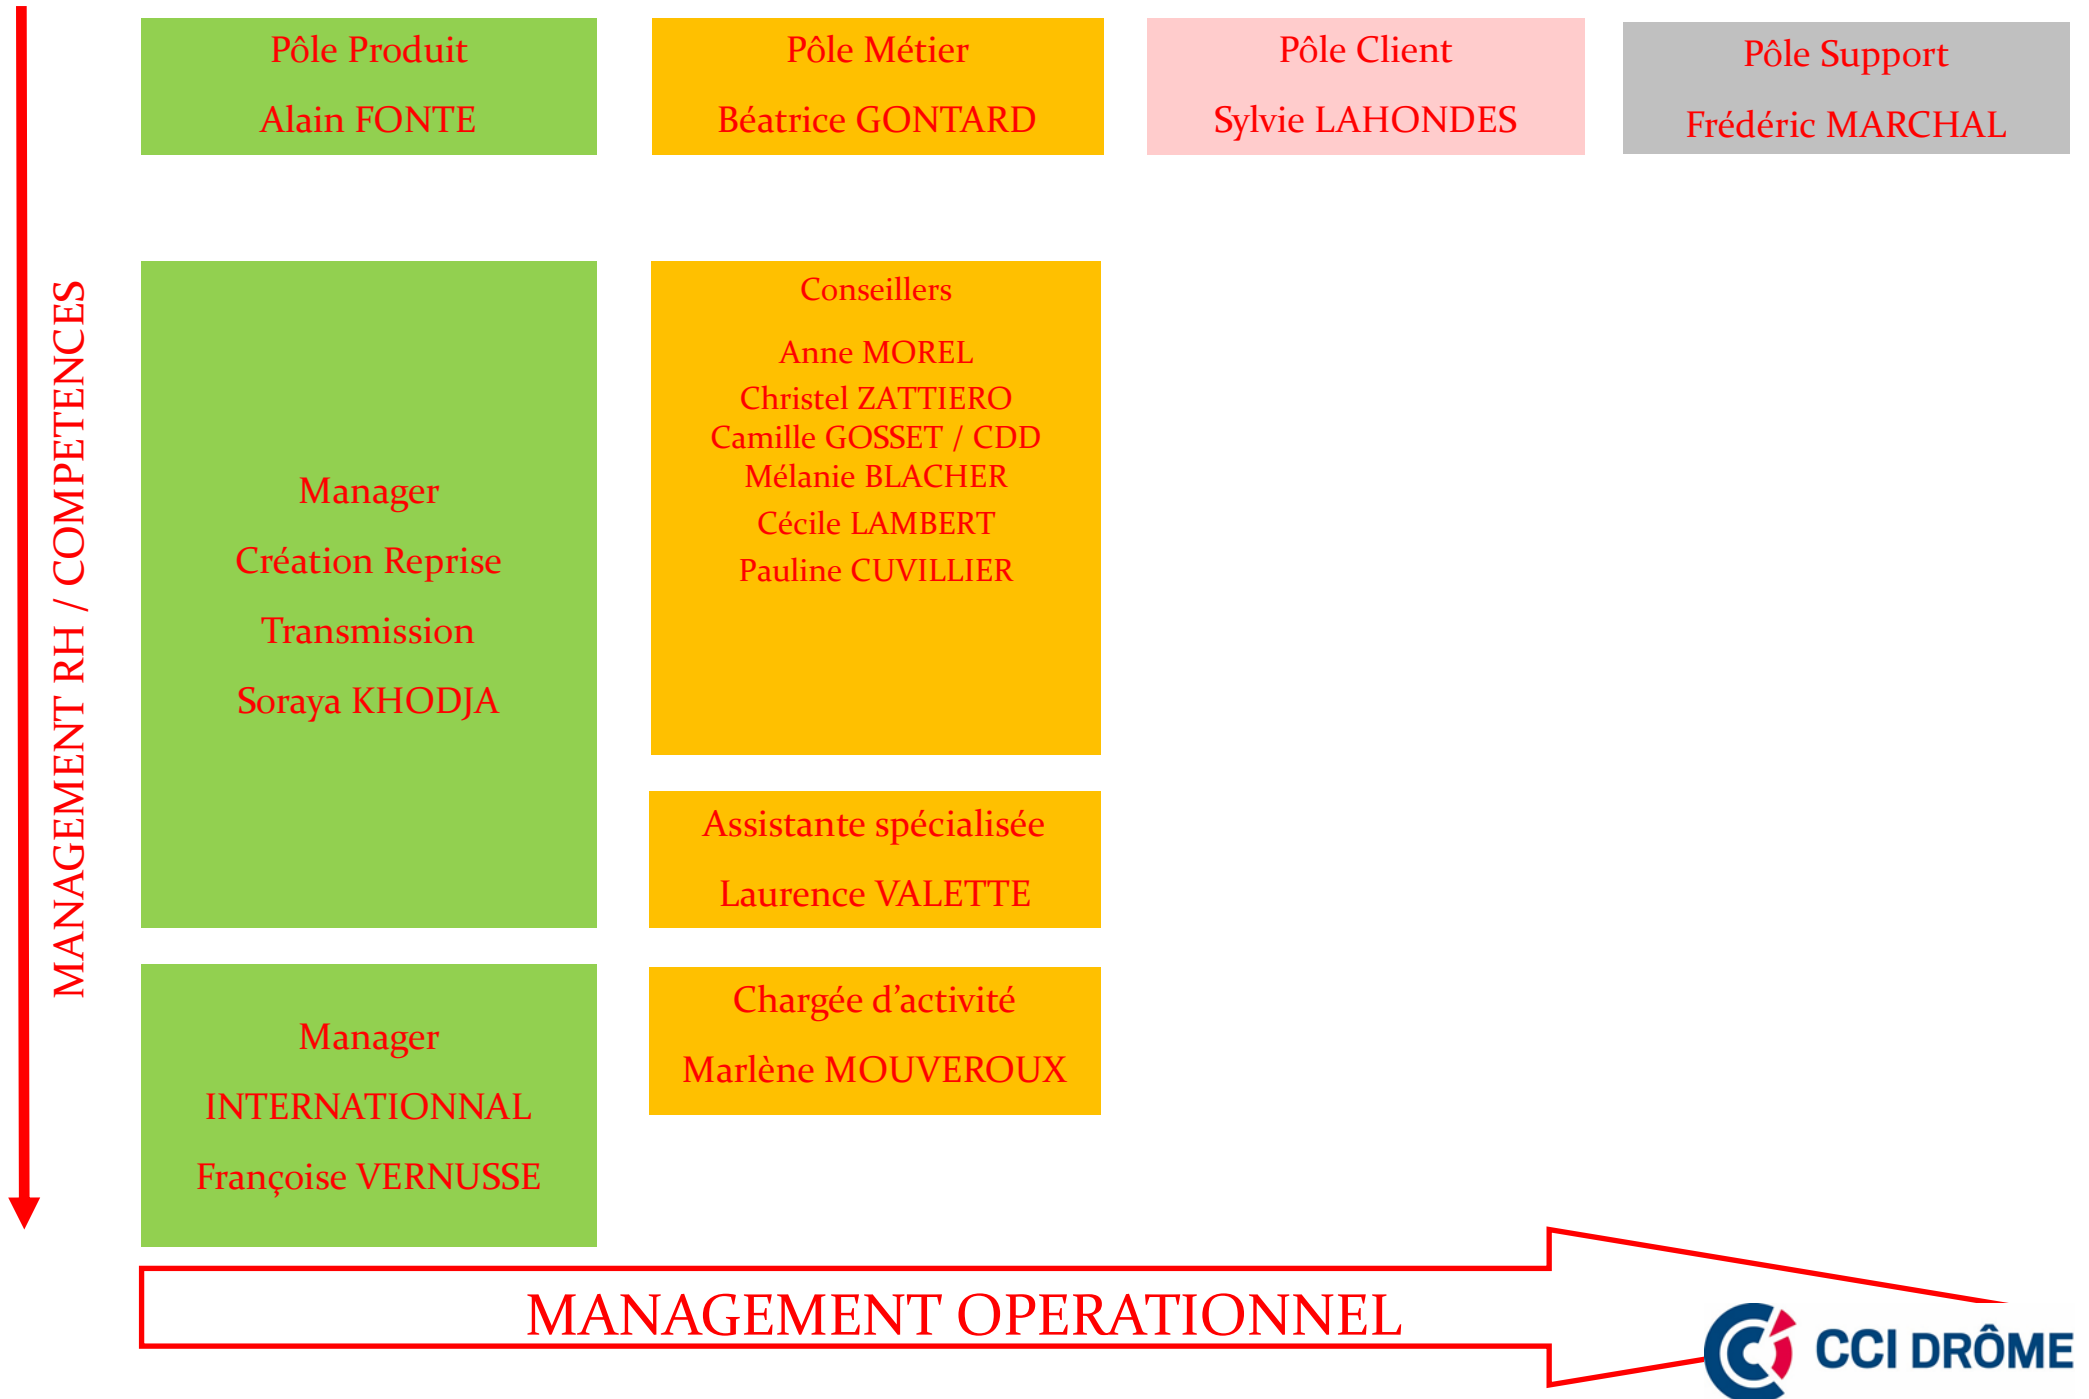 Pôle Produit
Alain FONTE
Pôle Métier
Béatrice GONTARD
Pôle Client
Sylvie LAHONDES
Pôle Support
Frédéric MARCHAL
MANAGEMENT RH / COMPETENCES
Manager
Création Reprise
Transmission
Soraya KHODJA
Conseillers
Anne MOREL
Christel ZATTIERO
Camille GOSSET / CDD
Mélanie BLACHER
Cécile LAMBERT
Pauline CUVILLIER
Assistante spécialisée
Laurence VALETTE
Manager
INTERNATIONNAL
Françoise VERNUSSE
Chargée d’activité
Marlène MOUVEROUX
MANAGEMENT OPERATIONNEL
CCI DRÔME